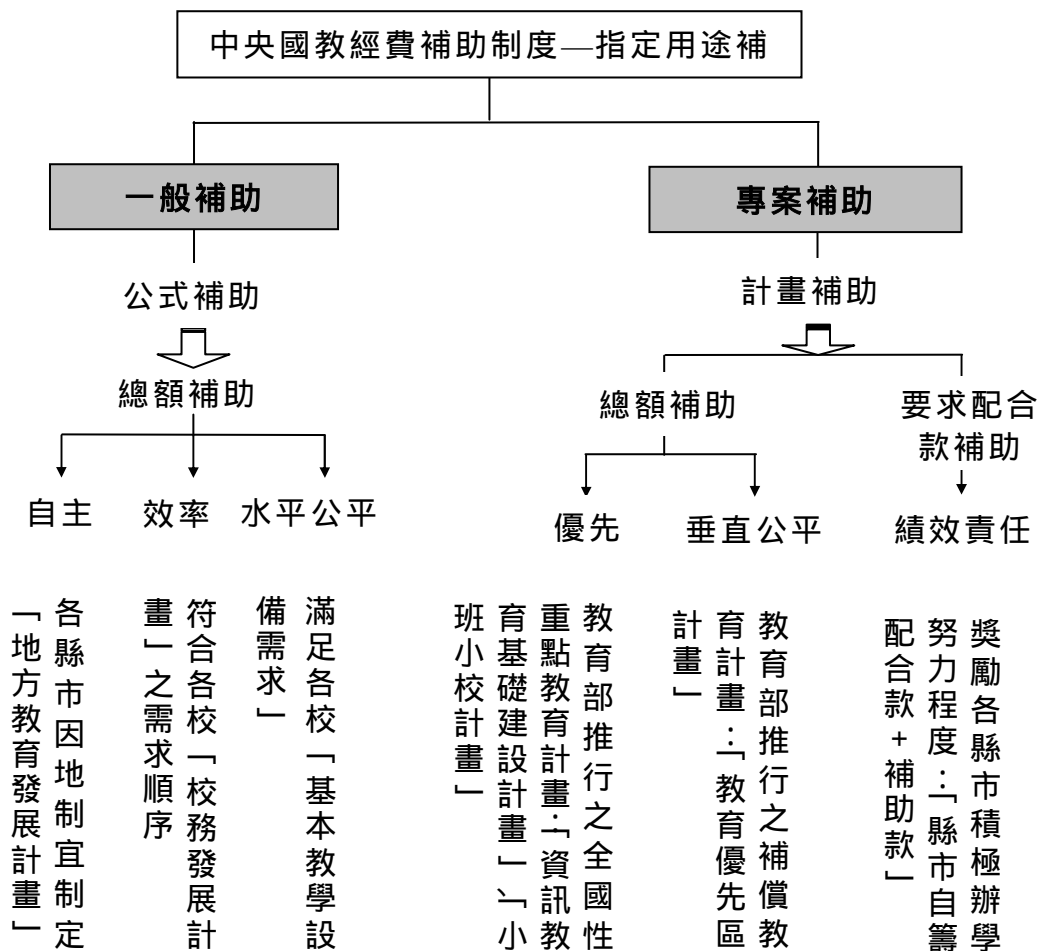 中央國教經費補助制度—指定用途補
一般補助
專案補助
公式補助
計畫補助
總額補助
總額補助
要求配合
款補助
自主
效率
水平公平
優先
垂直公平
績效責任
各縣市因地制宜制定
「地方教育發展計畫」
符合各校「校務發展計
畫」之需求順序
滿足各校「基本教學設
備需求」
教育部推行之全國性
重點教育計畫:「資訊教
育基礎建設計畫」、「小
班小校計畫」
教育部推行之補償教
育計畫:「教育優先區
計畫」
獎勵各縣市積極辦學
努力程度:「縣市自籌
配合款+補助款」